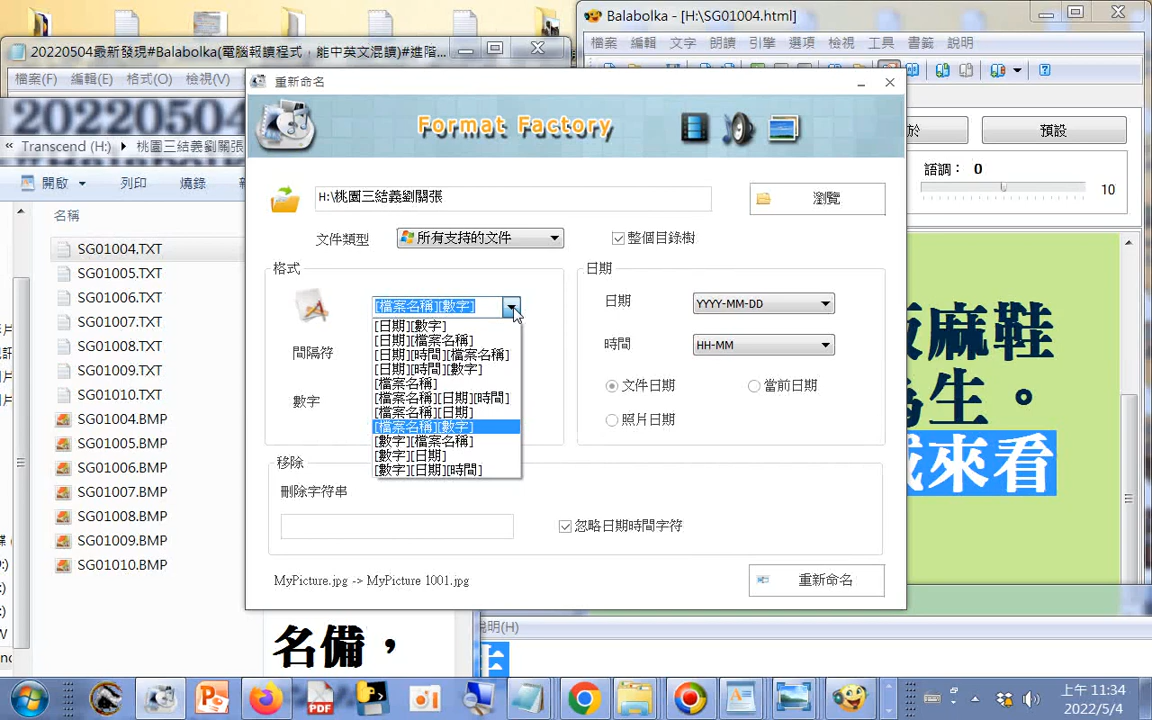 Balabolka - [H:\SG01004.html]
檔案 編輯 文字 朗讀 引擎 選項 檢視 工具 書籤 說明
20220504最新發現#Balabolka(電腦報讀程式，能中英文混讀)#進階...
檔案(F) 編輯(E) 格式(O) 檢視(V)
20220504
« Transcend (H:) 桃園三結義劉關張
開啟 列印 燒錄
名稱
SG01004.TXT
SG01005.TXT
SG01006.TXT
SG01007.TXT
SG01008.TXT
SG01009.TXT
SG01010.TXT
SG01004.BMP
SG01005.BMP
SG01006.BMP
SG01007.BMP
SG01008.BMP
SG01009.BMP
SG01010.BMP
重新命名
Format Factory
H:\桃園三結義劉關張
瀏覽
文件類型 所有支持的文件 整個目錄樹
格式
[檔案名稱][數字]
[日期][數字]
[日期][檔案名稱]
[日期][時間][檔案名稱]
[日期][時間][數字]
[檔案名稱]
[檔案名稱][日期][時間]
[檔案名稱][日期]
[檔案名稱][數字]
[數字][檔案名稱]
[數字][日期]
[數字][日期][時間]
間隔符
數字
日期
日期 YYYY-MM-DD
時間 HH-MM
文件日期 當前日期
照片日期
移除
刪除字符串
忽略日期時間字符
MyPicture.jpg -> MyPicture 1001.jpg
重新命名
於 預設
語調： 0
10
麻鞋
生。
來看
說明(H)
名備，
上午 11:34
2022/5/4